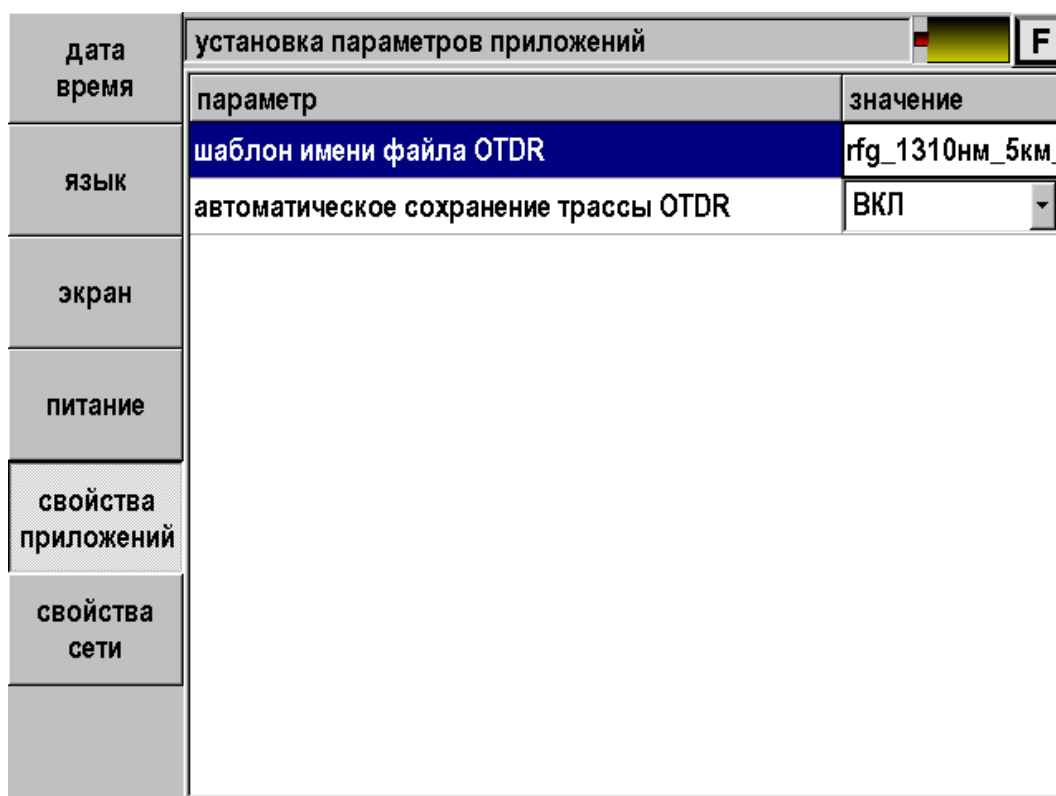 дата
время
язык
экран
питание
свойства
приложений
свойства
сети
установка параметров приложений
F
параметр
значение
шаблон имени файла OTDR
rfg_1310нм_5км_
автоматическое сохранение трассы OTDR
ВКЛ